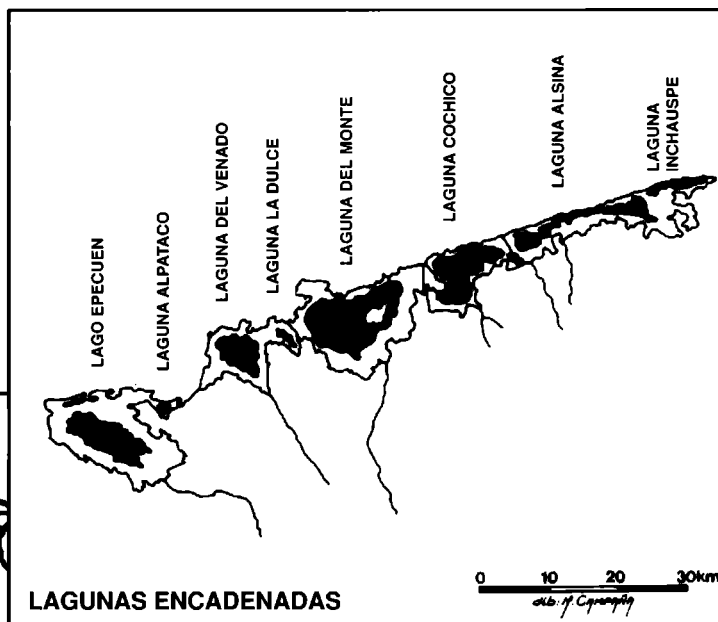 LAGO EPECUEN
LAGUNA ALPATACO
LAGUNA DEL VENADO
LAGUNA LA DULCE
LAGUNA DEL MONTE
LAGUNA COCHICO
LAGUNA ALSINA
LAGUNA
INCHAUSPE
0 10 20 30km
LAGUNAS ENCADENADAS